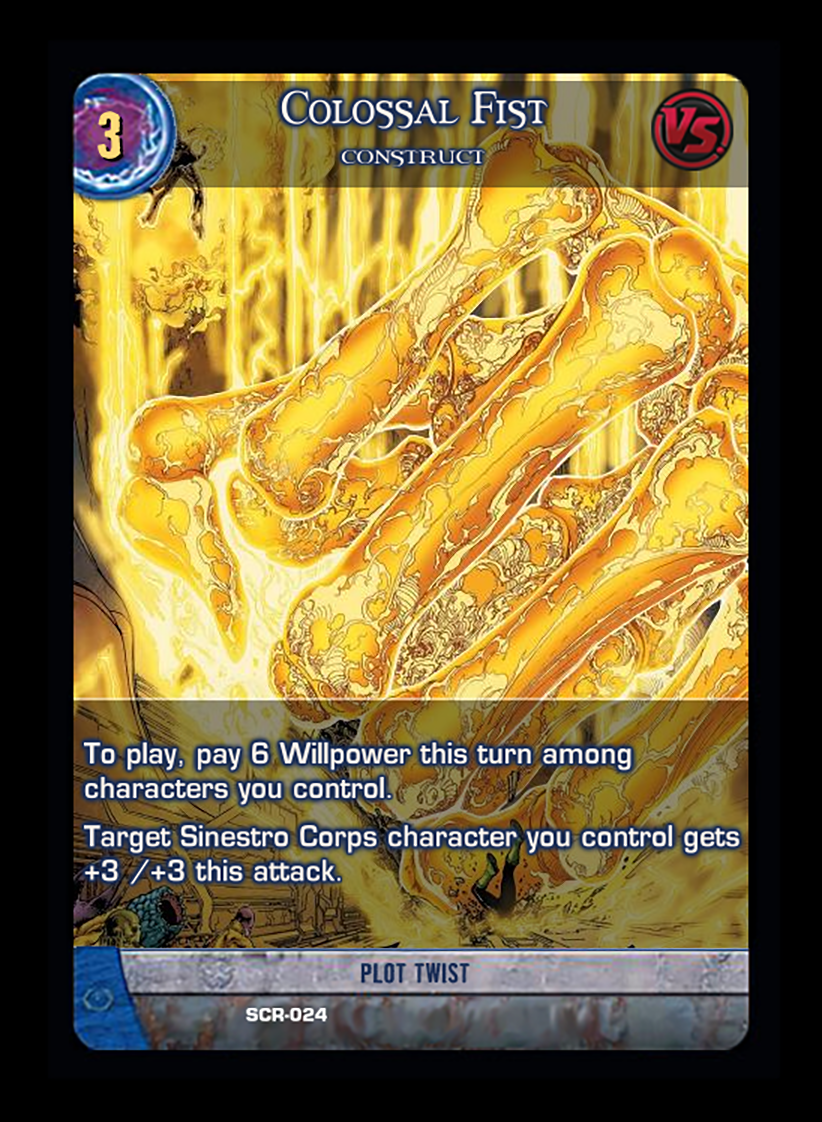 3
Colossal Fist
VS.
CONSTRUCT
To play, pay 6 Willpower this turn among
characters you control.
Target Sinestro Corps character you control gets
+3 /+3 this attack.
PLOT TWIST
SCR-024